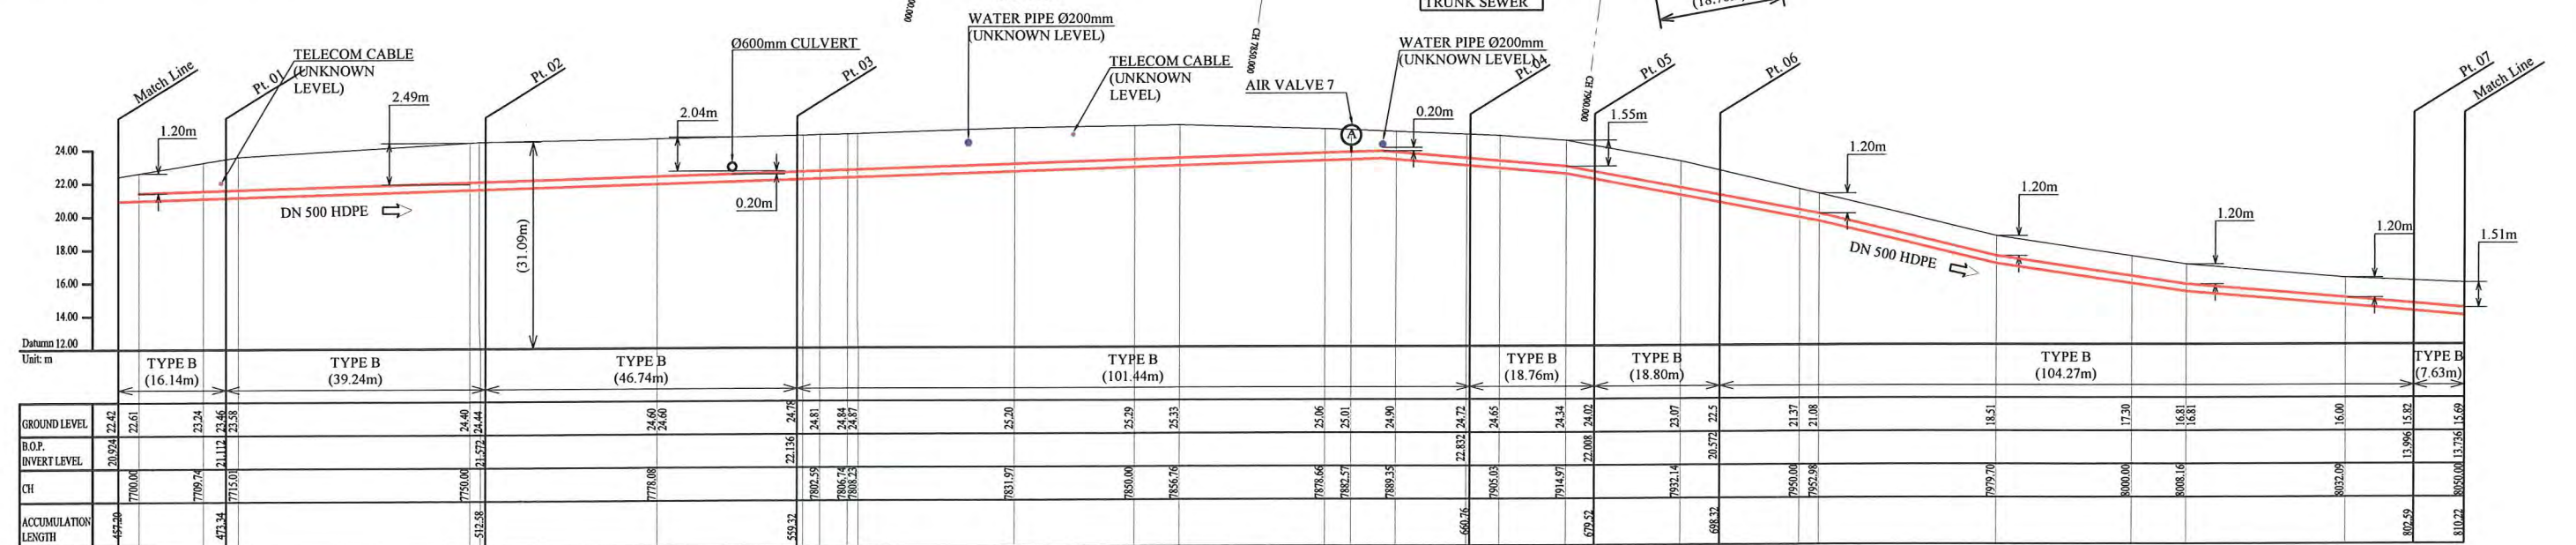 TRUNK SEWER
WATER PIPE Ø200mm
(UNKNOWN LEVEL)
Ø600mm CULVERT
WATER PIPE Ø200mm
(UNKNOWN LEVEL)
TELECOM CABLE
(UNKNOWN
LEVEL)
TELECOM CABLE
(UNKNOWN
LEVEL)
CH 7850.000
CH 7900.000
AIR VALVE 7
A
Match Line
Pt. 01
Pt. 02
Pt. 03
Pt. 04
Pt. 05
Pt. 06
Pt. 07
Match Line
1.20m
2.49m
2.04m
0.20m
0.20m
1.55m
1.20m
1.20m
1.20m
1.20m
1.51m
(31.09m)
DN 500 HDPE
DN 500 HDPE
24.00
22.00
20.00
18.00
16.00
14.00
Datumn 12.00
Unit: m
TYPE B
(16.14m)
TYPE B
(39.24m)
TYPE B
(46.74m)
TYPE B
(101.44m)
TYPE B
(18.76m)
TYPE B
(18.80m)
TYPE B
(104.27m)
TYPE B
(7.63m)
GROUND LEVEL 22.42 22.61 23.24 23.46 23.58 24.40 24.44 24.60 24.60 24.78 24.81 24.84 24.87 25.20 25.29 25.33 25.06 25.01 24.90 24.72 24.65 24.34 24.02 23.07 22.5 21.37 21.08 18.51 17.30 16.81 16.81 16.00 15.82 15.69
B.O.P.
INVERT LEVEL 20.924 21.112 21.572 22.136 22.832 22.008 20.572 13.996 13.736
CH 7700.00 7709.74 7715.01 7750.00 7778.08 7802.59 7806.74 7808.23 7831.97 7850.00 7856.76 7878.66 7882.57 7889.35 7905.03 7914.97 7932.14 7950.00 7952.98 7979.70 8000.00 8008.16 8032.09 8050.00
ACCUMULATION
LENGTH 457.20 473.34 512.58 559.32 660.76 679.52 698.32 802.59 810.22